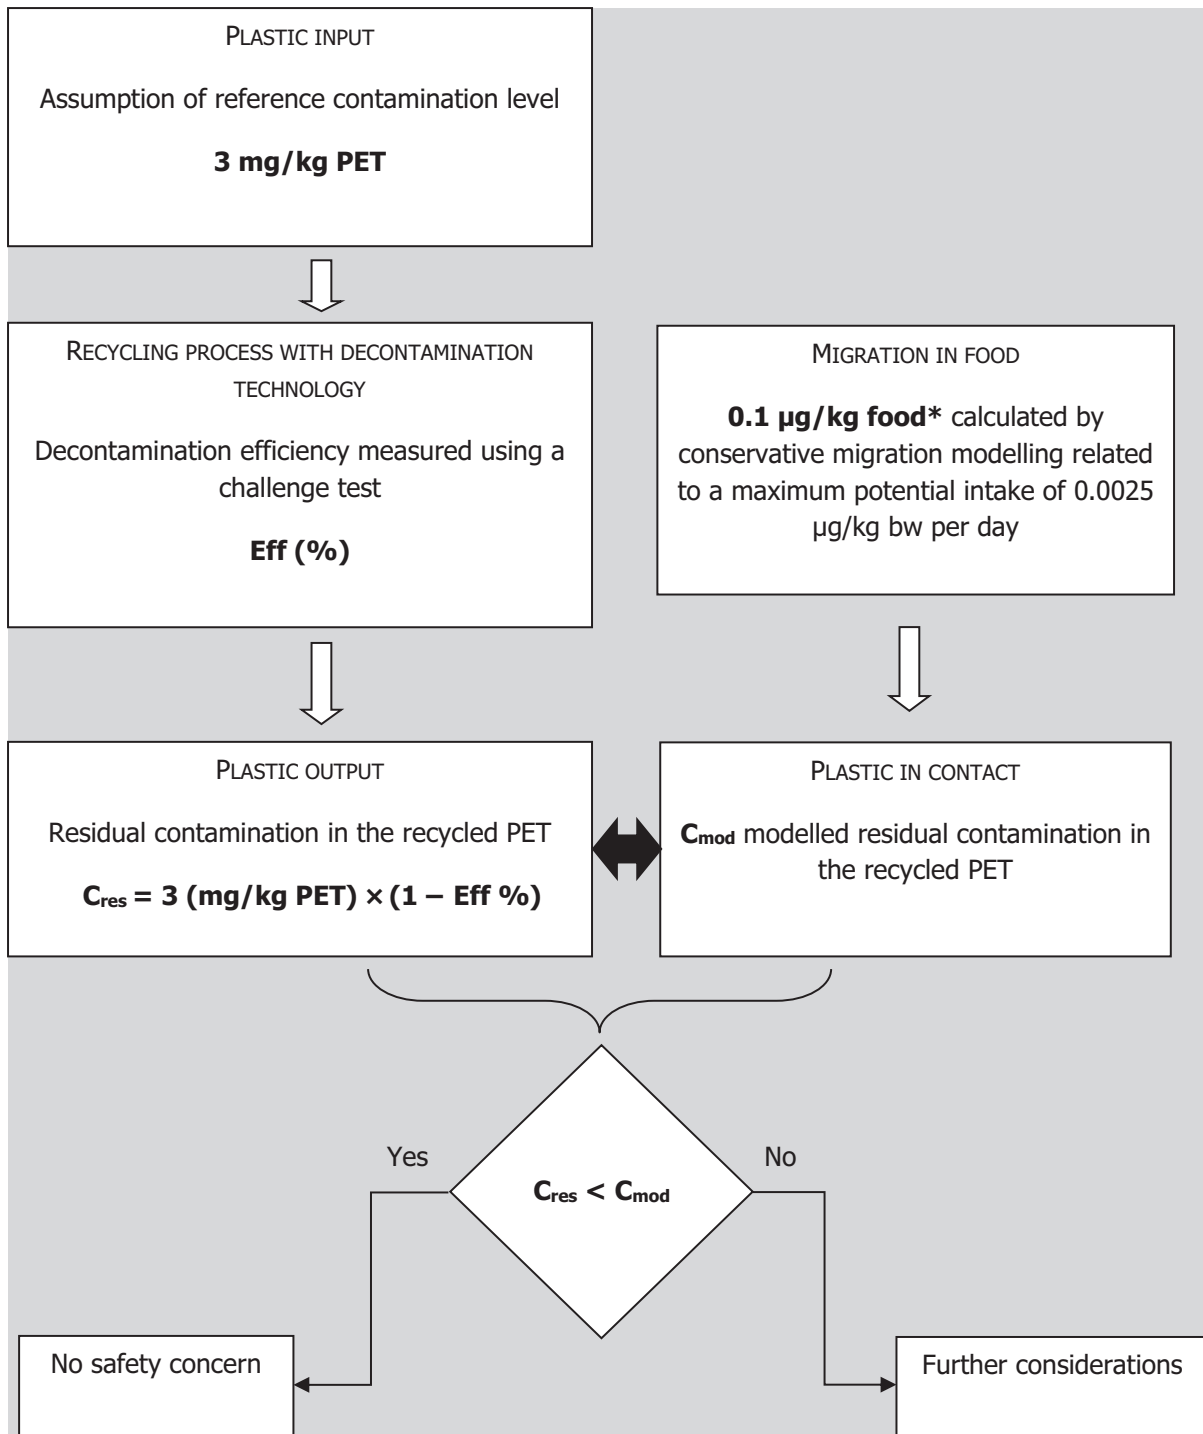 PLASTIC INPUT
Assumption of reference contamination level
3 mg/kg PET
RECYCLING PROCESS WITH DECONTAMINATION
TECHNOLOGY
Decontamination efficiency measured using a
challenge test
Eff (%)
MIGRATION IN FOOD
0.1 µg/kg food* calculated by
conservative migration modelling related
to a maximum potential intake of 0.0025
µg/kg bw per day
PLASTIC OUTPUT
Residual contamination in the recycled PET
Cres = 3 (mg/kg PET) × (1 – Eff %)
PLASTIC IN CONTACT
Cmod modelled residual contamination in
the recycled PET
Yes
No
Cres < Cmod
No safety concern
Further considerations